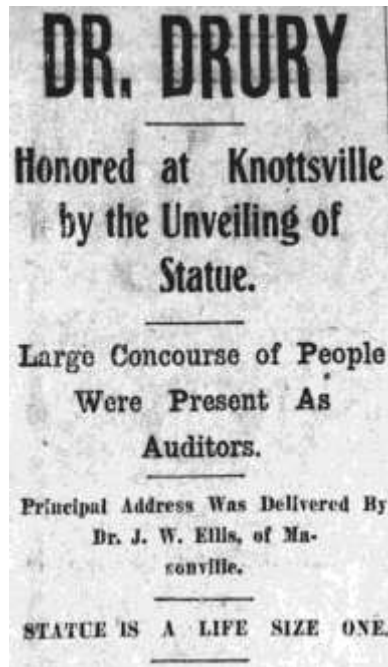 DR. DRURY
Honored at Knottsville
by the Unveiling of
Statue.
Large Concourse of People
Were Present As
Auditors.
Principal Address Was Delivered By
Dr. J. W. Ellis, of Ma-
sonville.
STATUE IS A LIFE SIZE ONE.